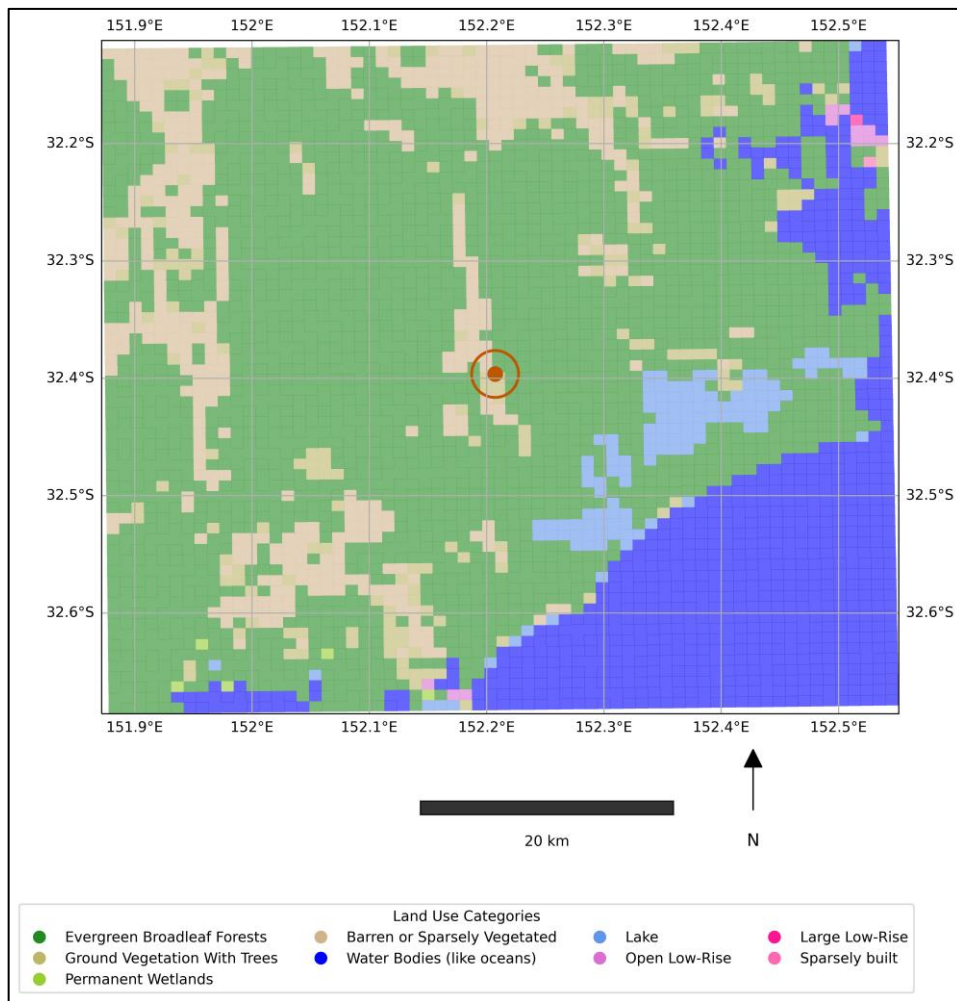 151.9°E 152°E 152.1°E 152.2°E 152.3°E 152.4°E 152.5°E
32.2°S 32.2°S
32.3°S 32.3°S
32.4°S 32.4°S
32.5°S 32.5°S
32.6°S 32.6°S
151.9°E 152°E 152.1°E 152.2°E 152.3°E 152.4°E 152.5°E
20 km
N
Land Use Categories
Evergreen Broadleaf Forests Barren or Sparsely Vegetated Lake Large Low-Rise
Ground Vegetation With Trees Water Bodies (like oceans) Open Low-Rise Sparsely built
Permanent Wetlands